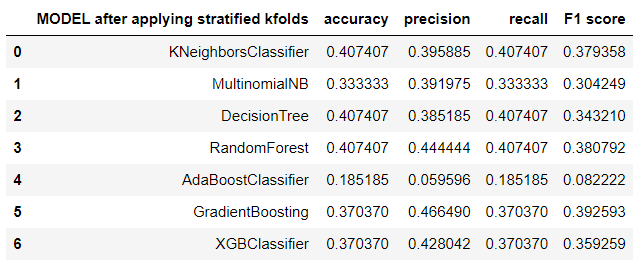 MODEL after applying stratified kfolds accuracy precision recall F1 score
0 KNeighborsClassifier 0.407407 0.395885 0.407407 0.379358
1 MultinomialNB 0.333333 0.391975 0.333333 0.304249
2 DecisionTree 0.407407 0.385185 0.407407 0.343210
3 RandomForest 0.407407 0.444444 0.407407 0.380792
4 AdaBoostClassifier 0.185185 0.059596 0.185185 0.082222
5 GradientBoosting 0.370370 0.466490 0.370370 0.392593
6 XGBClassifier 0.370370 0.428042 0.370370 0.359259